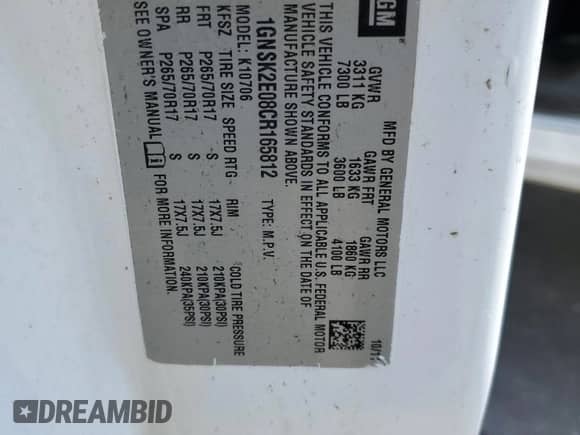 GM
MFD BY GENERAL MOTORS LLC
10/1
GVWR GAWR FRT GAWR RR
3311 KG 1633 KG 1860 KG
7300 LB 3600 LB 4100 LB
THIS VEHICLE CONFORMS TO ALL APPLICABLE U.S. FEDERAL MOTOR
VEHICLE SAFETY STANDARDS IN EFFECT ON THE DATE OF
MANUFACTURE SHOWN ABOVE.
1GNSK2E08CR165812 TYPE: M.P.V.
MODEL: K10706
KFSZ TIRE SIZE SPEED RTG RIM COLD TIRE PRESSURE
FRT P265/70R17 S 17X7.5J 210KPA(30PSI)
RR P265/70R17 S 17X7.5J 210KPA(30PSI)
SPA P265/70R17 S 17X7.5J 240KPA(35PSI)
SEE OWNER'S MANUAL
DREAMBID